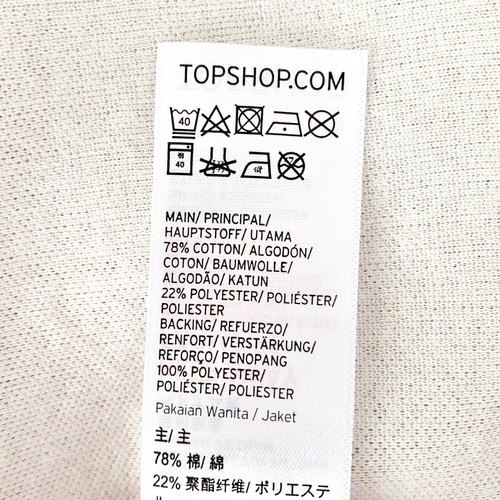 TOPSHOP.COM
40
40
MAIN/ PRINCIPAL/
HAUPTSTOFF/ UTAMA
78% COTTON/ ALGODÓN/
COTON/ BAUMWOLLE/
ALGODÃO/ KATUN
22% POLYESTER/ POLIÉSTER/
POLIESTER
BACKING/ REFUERZO/
RENFORT/ VERSTÄRKUNG/
REFORÇO/ PENOPANG
100% POLYESTER/
POLIÉSTER/ POLIESTER
Pakaian Wanita / Jaket
主/ 主
78% 棉/ 綿
22% 聚酯纤维/ ポリエステ